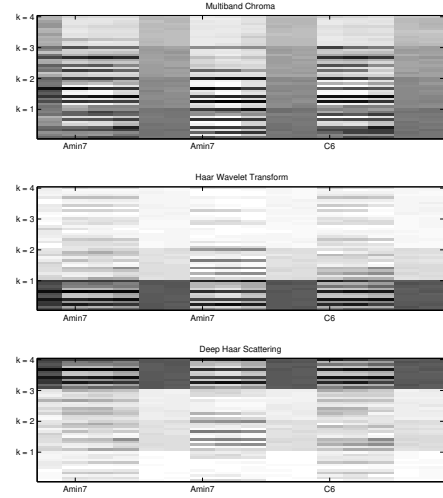 Multiband Chroma
k = 4
k = 3
k = 2
k = 1
Amin7 Amin7 C6
Haar Wavelet Transform
k = 4
k = 3
k = 2
k = 1
Amin7 Amin7 C6
Deep Haar Scattering
k = 4
k = 3
k = 2
k = 1
Amin7 Amin7 C6